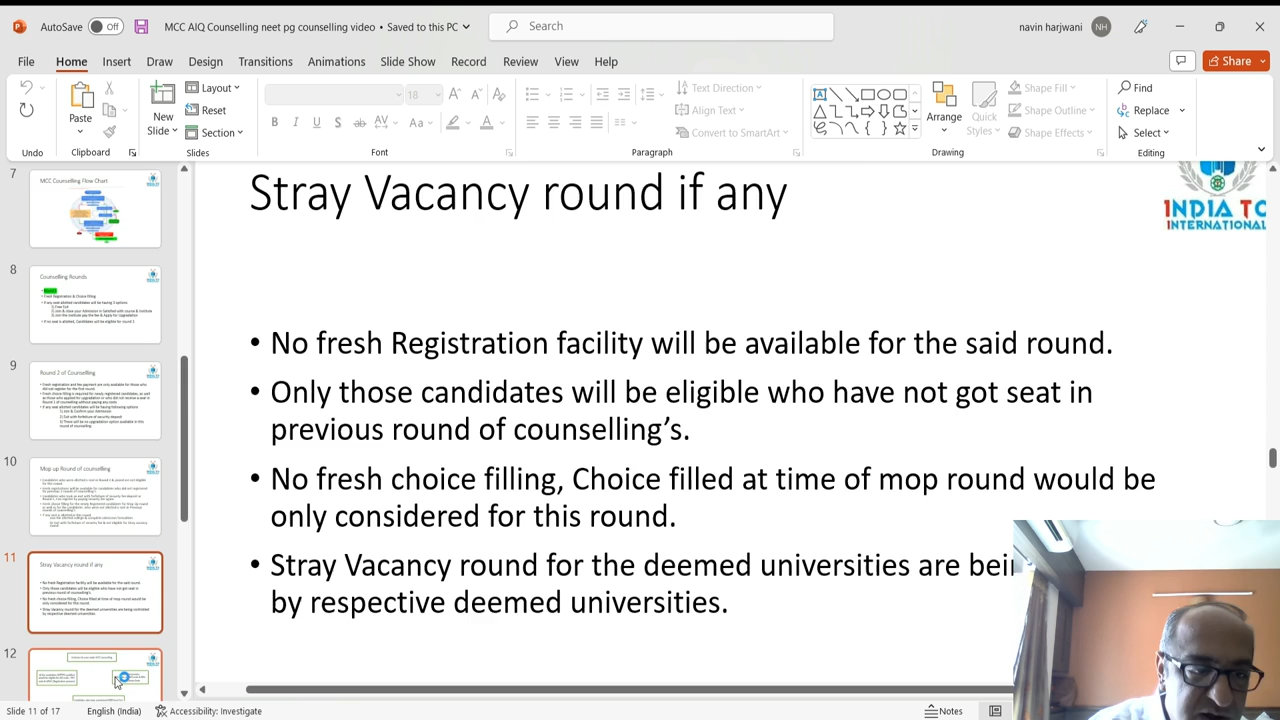 AutoSave Off MCC AIQ Counselling neet pg counselling video • Saved to this PC Search navin harjwani NH
File Home Insert Draw Design Transitions Animations Slide Show Record Review View Help Share
Undo
Paste
Clipboard
New Slide
Layout
Reset
Section
Slides
18
Font
Text Direction
Align Text
Convert to SmartArt
Paragraph
Arrange
Quick Styles
Shape Fill
Shape Outline
Shape Effects
Drawing
Find
Replace
Select
Editing
7
MCC Counselling Flow Chart
8
Counselling Rounds
9
Round 2 of Counselling
10
Mop up Round of counselling
11
Stray Vacancy round if any
12
Stray Vacancy round if any
INDIA TO
INTERNATIONAL
• No fresh Registration facility will be available for the said round.
• Only those candidates will be eligible who have not got seat in
previous round of counselling’s.
• No fresh choice filling, Choice filled at time of mop round would be
only considered for this round.
• Stray Vacancy round for the deemed universities are
by respective deemed universities.
Slide 11 of 17 English (India) Accessibility: Investigate Notes